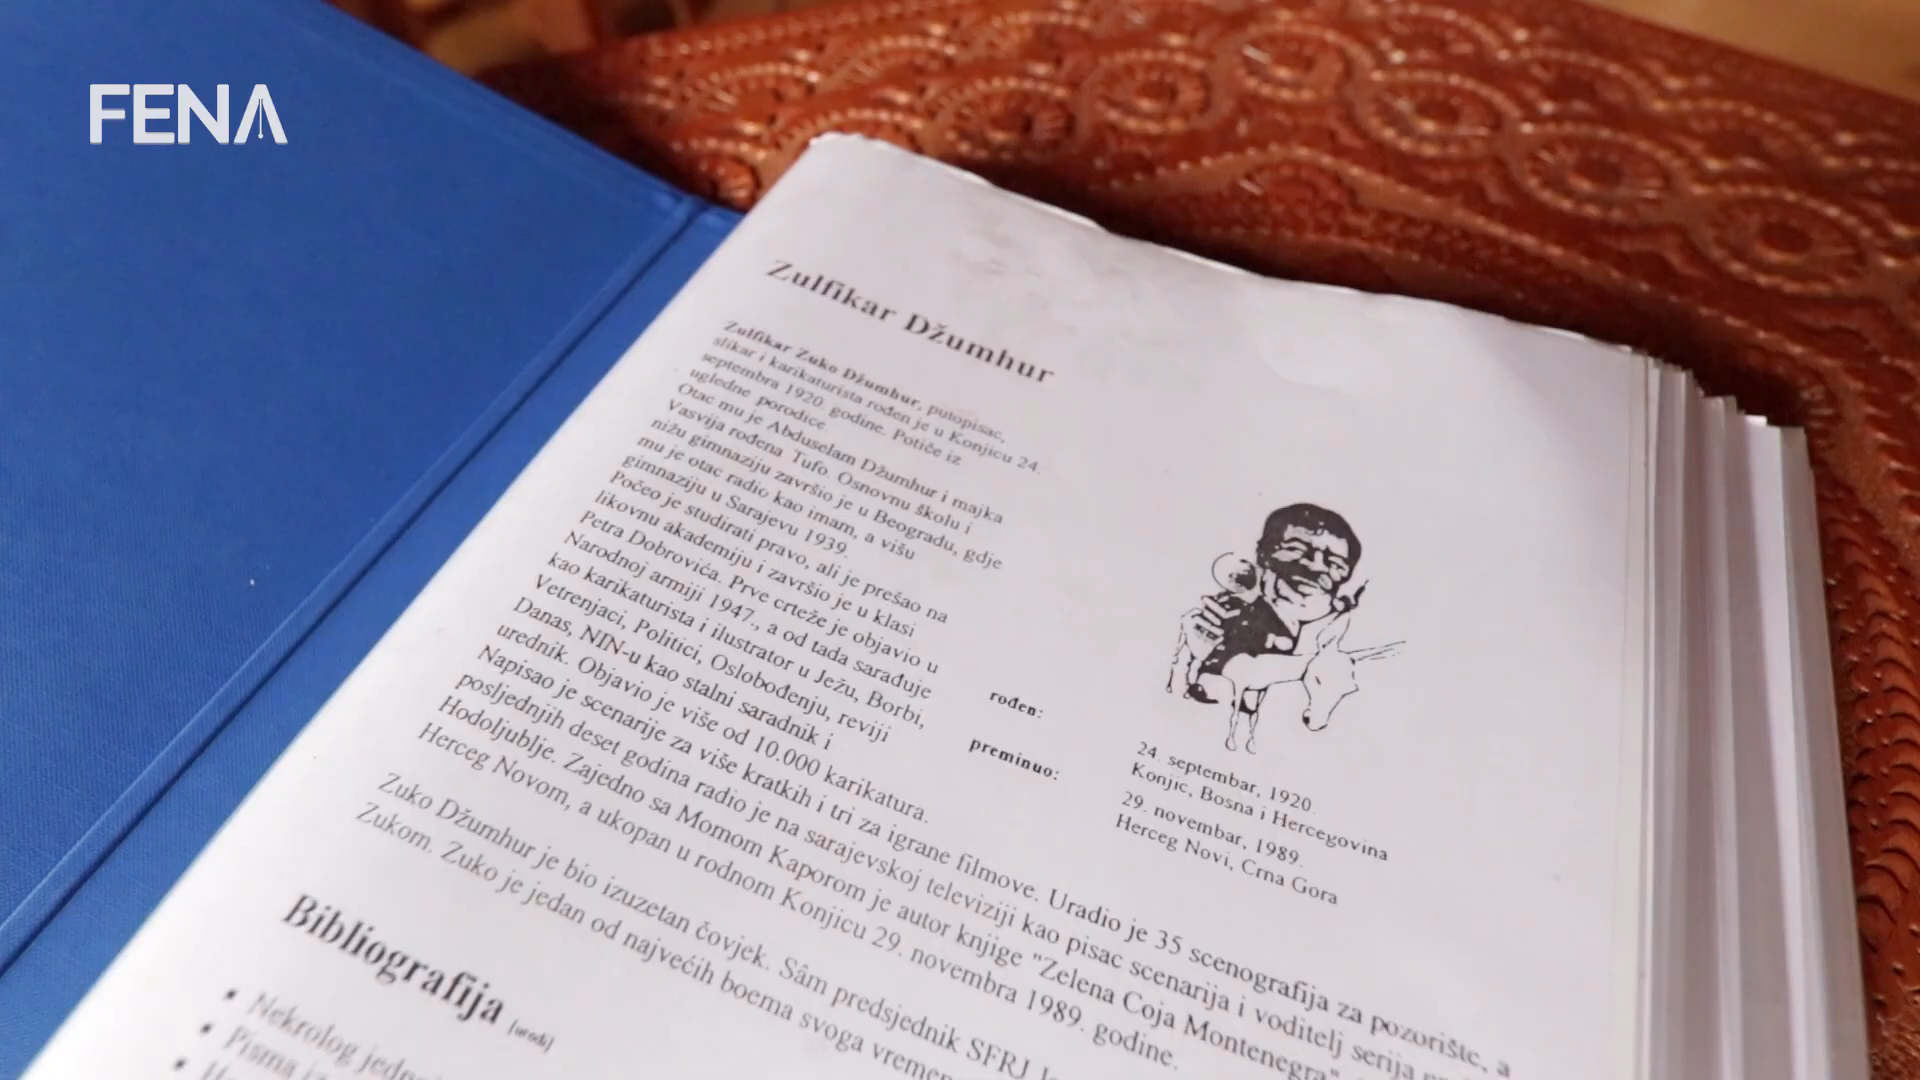 FENA
Zulfikar Džumhur
Zulfikar Zuko Džumhur, putopisac,
slikar i karikaturista rođen je u Konjicu 24.
septembra 1920. godine. Potiče iz
ugledne porodice.
Otac mu je Abduselam Džumhur i majka
Vasvija rođena Tufo. Osnovnu školu i
nižu gimnaziju završio je u Beogradu, gdje
mu je otac radio kao imam, a višu
gimnaziju u Sarajevu 1939.
Počeo je studirati pravo, ali je prešao na
likovnu akademiju i završio je u klasi
Petra Dobrovića. Prve crteže je objavio u
Narodnoj armiji 1947., a od tada sarađuje
kao karikaturista i ilustrator u Ježu, Borbi,
Vetrenjaci, Politici, Oslobođenju, reviji
Danas, NIN-u kao stalni saradnik i
urednik. Objavio je više od 10.000 karikatura.
Napisao je scenarije za više kratkih i tri za igrane filmove. Uradio je 35 scenografija za pozorište, a
posljednjih deset godina radio je na sarajevskoj televiziji kao pisac scenarija i voditelj serija
Hodoljublje. Zajedno sa Momom Kaporom je autor knjige "Zelena Coja Montenegra"
Herceg Novom, a ukopan u rodnom Konjicu 29. novembra 1989. godine.
Zuko Džumhur je bio izuzetan čovjek. Sâm predsjednik SFRJ
Zukom. Zuko je jedan od najvećih boema svoga
rođen:
24. septembar, 1920.
Konjic, Bosna i Hercegovina
preminuo:
29. novembar, 1989.
Herceg Novi, Crna Gora
Bibliografija [uredi]
Nekrolog
Pisma